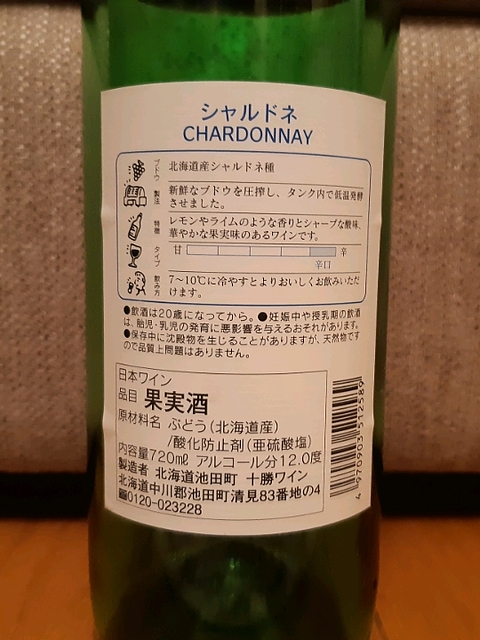 シャルドネ
CHARDONNAY
ブドウ 北海道産シャルドネ種
製法 新鮮なブドウを圧搾し、タンク内で低温発酵
させました。
特徴 レモンやライムのような香りとシャープな酸味、
華やかな果実味のあるワインです。
タイプ 甘 辛
辛口
飲み方 7〜10℃に冷やすとよりおいしくお飲みいただ
けます。
●飲酒は20歳になってから。●妊娠中や授乳期の飲酒
は、胎児・乳児の発育に悪影響を与えるおそれがあります。
●保存中に沈殿物を生じることがありますが、天然物です
ので品質上問題はありません。
日本ワイン
品目 果実酒
原材料名 ぶどう(北海道産)
/酸化防止剤(亜硫酸塩)
内容量720㎖ アルコール分12.0度
製造者 北海道池田町 十勝ワイン
北海道中川郡池田町清見83番地の4
☎0120-023228
4 970903 512589